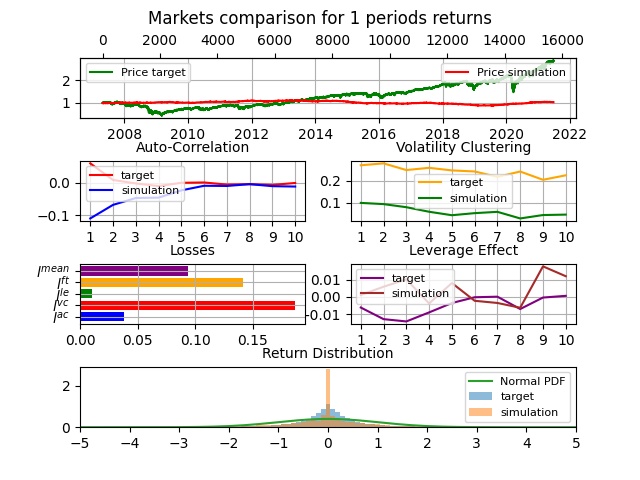 Markets comparison for 1 periods returns
0 2000 4000 6000 8000 10000 12000 14000 16000
Price target
Price simulation
2
1
2008 2010 2012 2014 2016 2018 2020 2022
Auto-Correlation
Volatility Clustering
target
simulation
0.0
−0.1
1 2 3 4 5 6 7 8 9 10
target
simulation
0.2
0.1
1 2 3 4 5 6 7 8 9 10
Losses
Leverage Effect
l^mean
l^ft
l^le
l^vc
l^ac
0.00 0.05 0.10 0.15
target
simulation
0.01
0.00
−0.01
1 2 3 4 5 6 7 8 9 10
Return Distribution
Normal PDF
target
simulation
2
0
−5 −4 −3 −2 −1 0 1 2 3 4 5